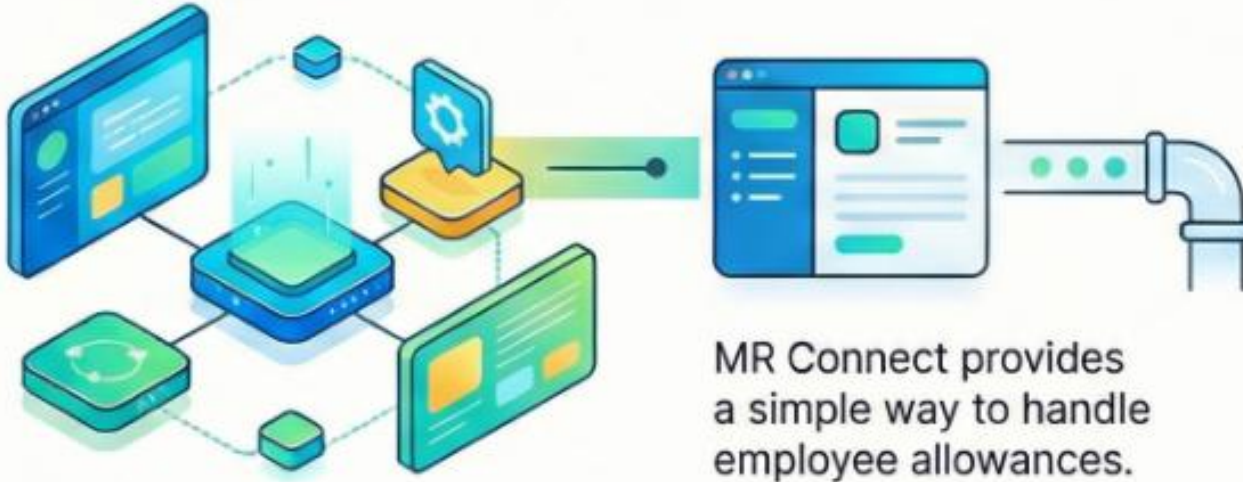 MR Connect provides
a simple way to handle
employee allowances.